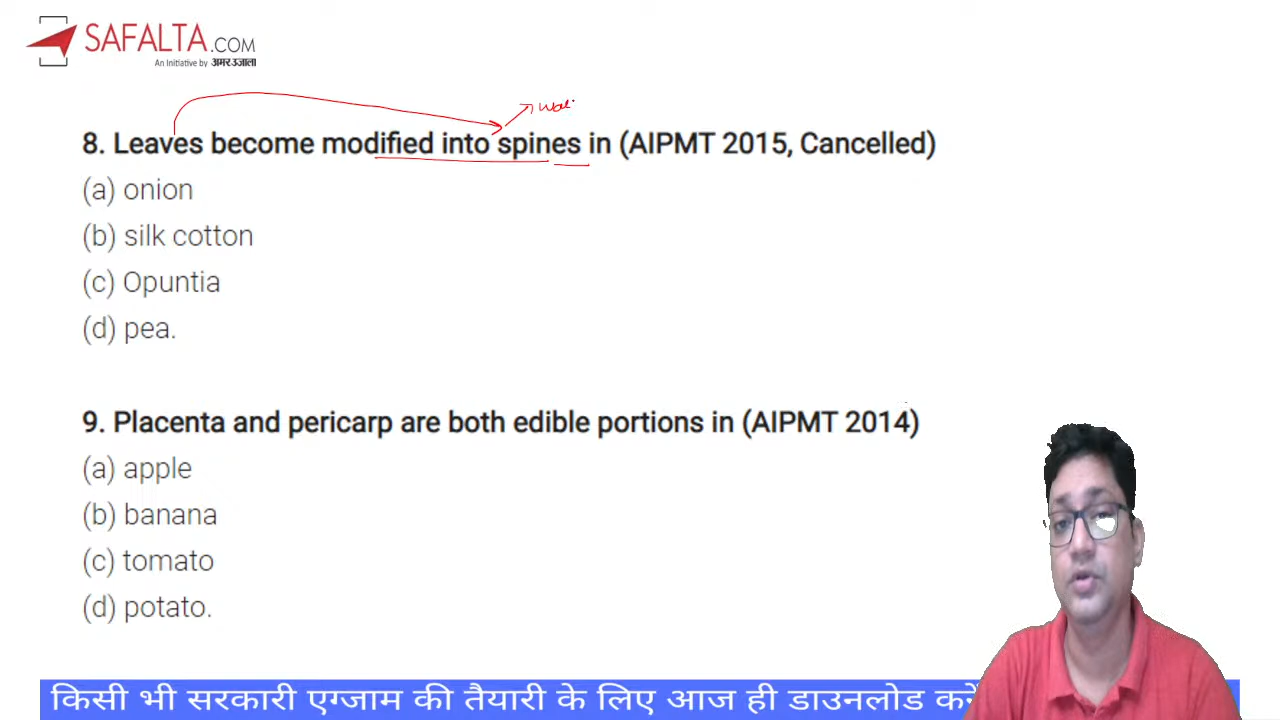 SAFALTA.COM
An Initiative by अमर उजाला
8. Leaves become modified into spines in (AIPMT 2015, Cancelled)
(a) onion
(b) silk cotton
(c) Opuntia
(d) pea.
9. Placenta and pericarp are both edible portions in (AIPMT 2014)
(a) apple
(b) banana
(c) tomato
(d) potato.
किसी भी सरकारी एग्जाम की तैयारी के लिए आज ही डाउनलोड करें